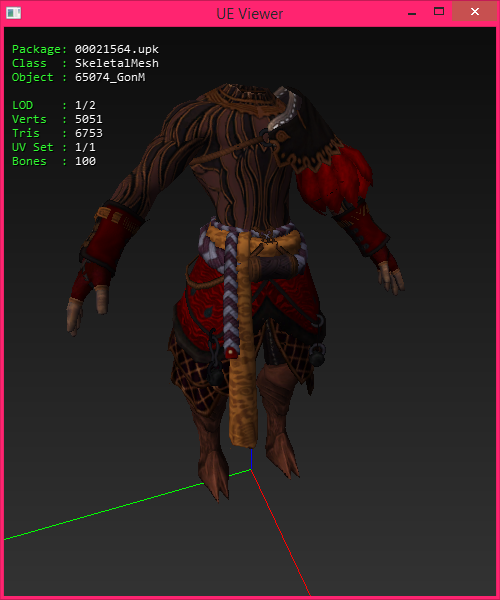 UE Viewer
Package: 00021564.upk
Class  : SkeletalMesh
Object : 65074_GonM
LOD    : 1/2
Verts  : 5051
Tris   : 6753
UV Set : 1/1
Bones  : 100